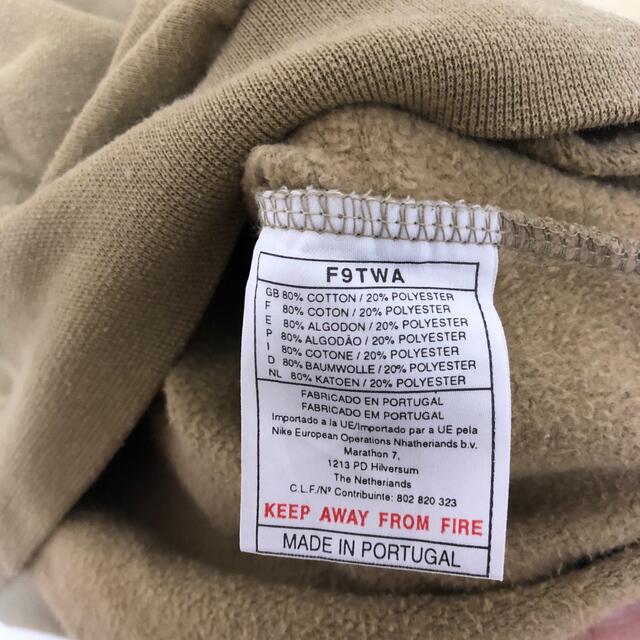 F9TWA
GB 80% COTTON / 20% POLYESTER
F 80% COTON / 20% POLYESTER
E 80% ALGODON / 20% POLYESTER
P 80% ALGODÃO / 20% POLYESTER
I 80% COTONE / 20% POLYESTER
D 80% BAUMWOLLE / 20% POLYESTER
NL 80% KATOEN / 20% POLYESTER
FABRICADO EN PORTUGAL
FABRICADO EM PORTUGAL
Importado a la UE/Importado par a UE pela
Nike European Operations Nhatherlands b.v.
Marathon 7,
1213 PD Hilversum
The Netherlands
C.L.F./Nº Contribuinte: 802 820 323
KEEP AWAY FROM FIRE
MADE IN PORTUGAL